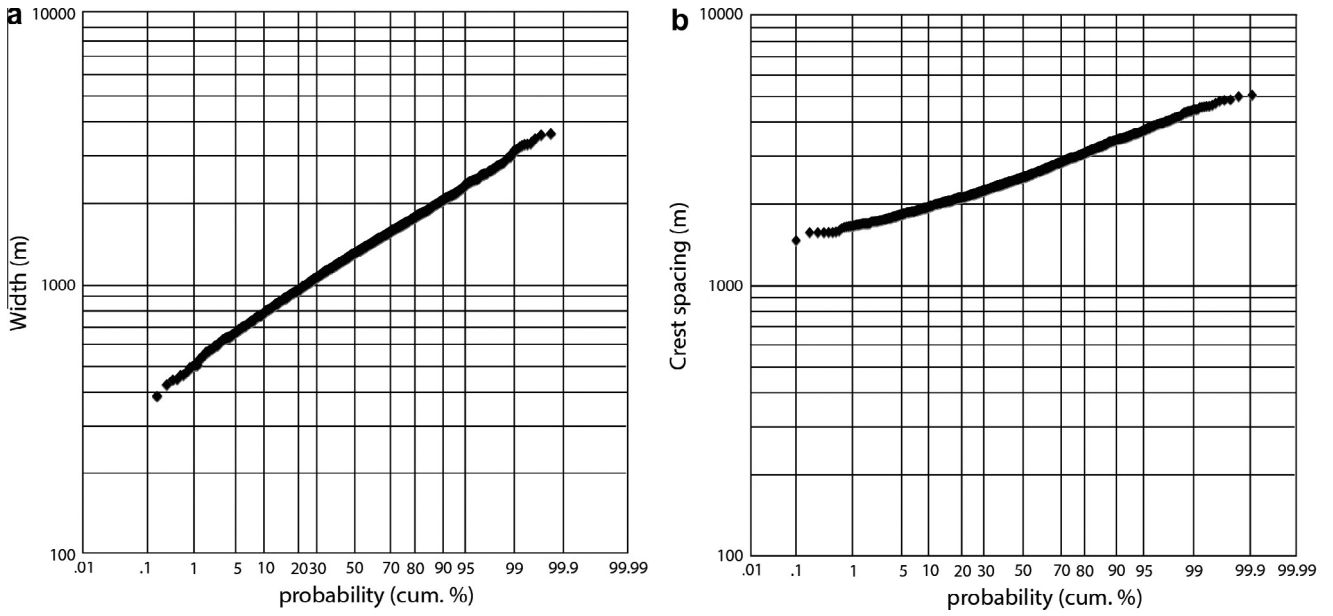 a
10000
1000
100
Width (m)
.01 .1 1 5 10 20 30 50 70 80 90 95 99 99.9 99.99
probability (cum. %)
b
10000
1000
100
Crest spacing (m)
.01 .1 1 5 10 20 30 50 70 80 90 95 99 99.9 99.99
probability (cum. %)